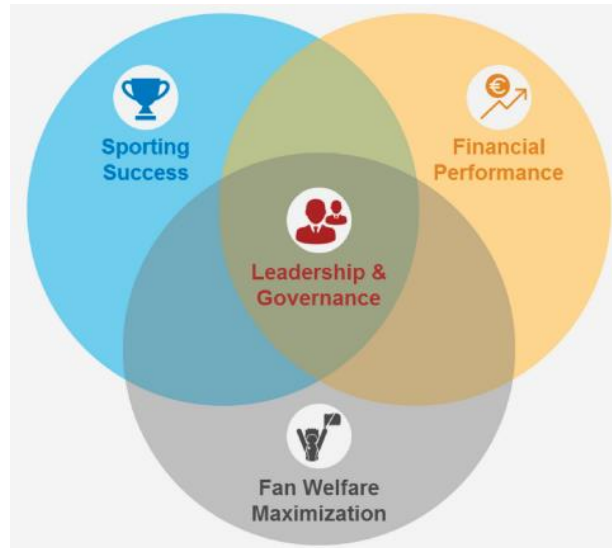 Sporting
Success
€
Financial
Performance
Leadership &
Governance
Fan Welfare
Maximization